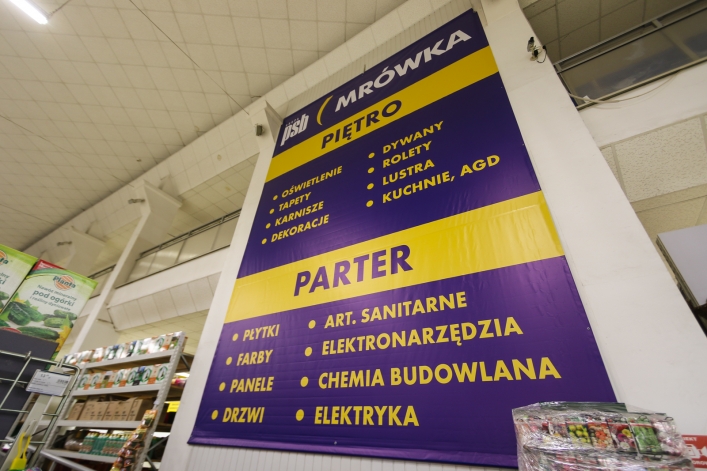 psb MRÓWKA
PIĘTRO
• OŚWIETLENIE
• TAPETY
• KARNISZE
• DEKORACJE
• DYWANY
• ROLETY
• LUSTRA
• KUCHNIE, AGD
PARTER
• PŁYTKI
• FARBY
• PANELE
• DRZWI
• ART. SANITARNE
• ELEKTRONARZĘDZIA
• CHEMIA BUDOWLANA
• ELEKTRYKA
Planta
pod ogórki